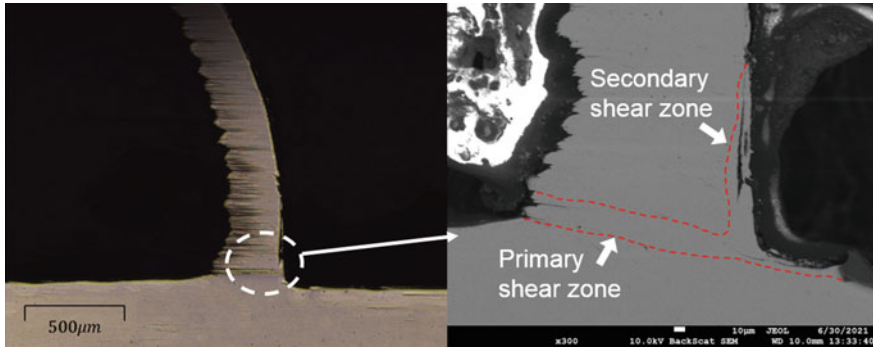 500μm
Secondary
shear zone
Primary
shear zone
10μm JEOL 6/30/2021
x300 10.0kV BackScat SEM WD 10.0mm 13:33:40